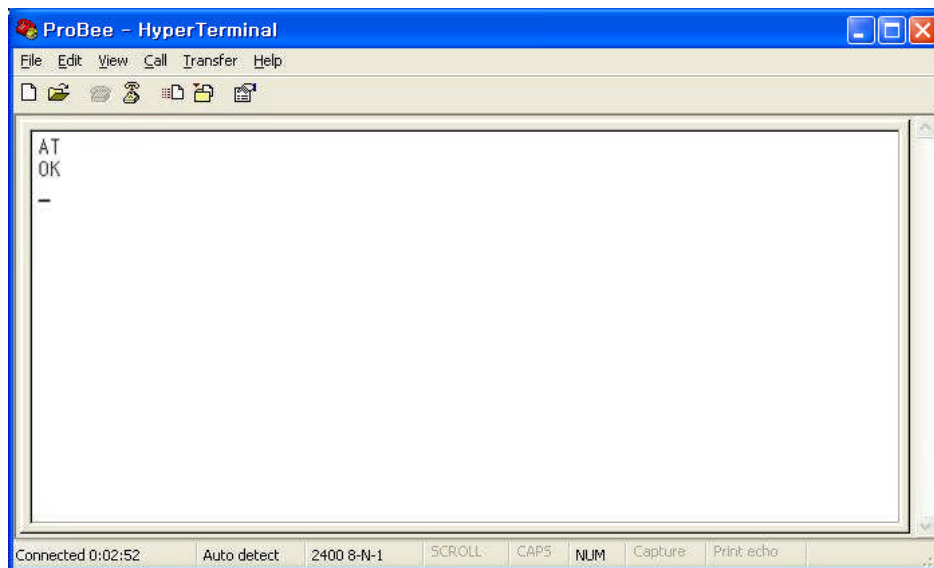 ProBee - HyperTerminal
File Edit View Call Transfer Help
AT
OK
_
Connected 0:02:52 Auto detect 2400 8-N-1 SCROLL CAPS NUM Capture Print echo